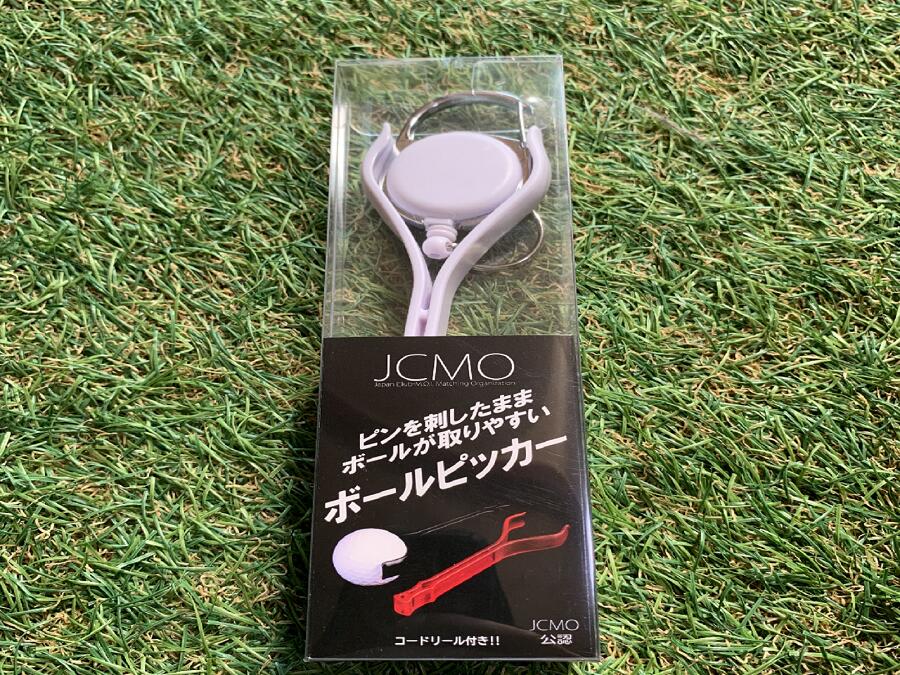 JCMO
Japan Club M.O.I. Matching Organization
ピンを刺したまま
ボールが取りやすい
ボールピッカー
コードリール付き!!
JCMO
公認